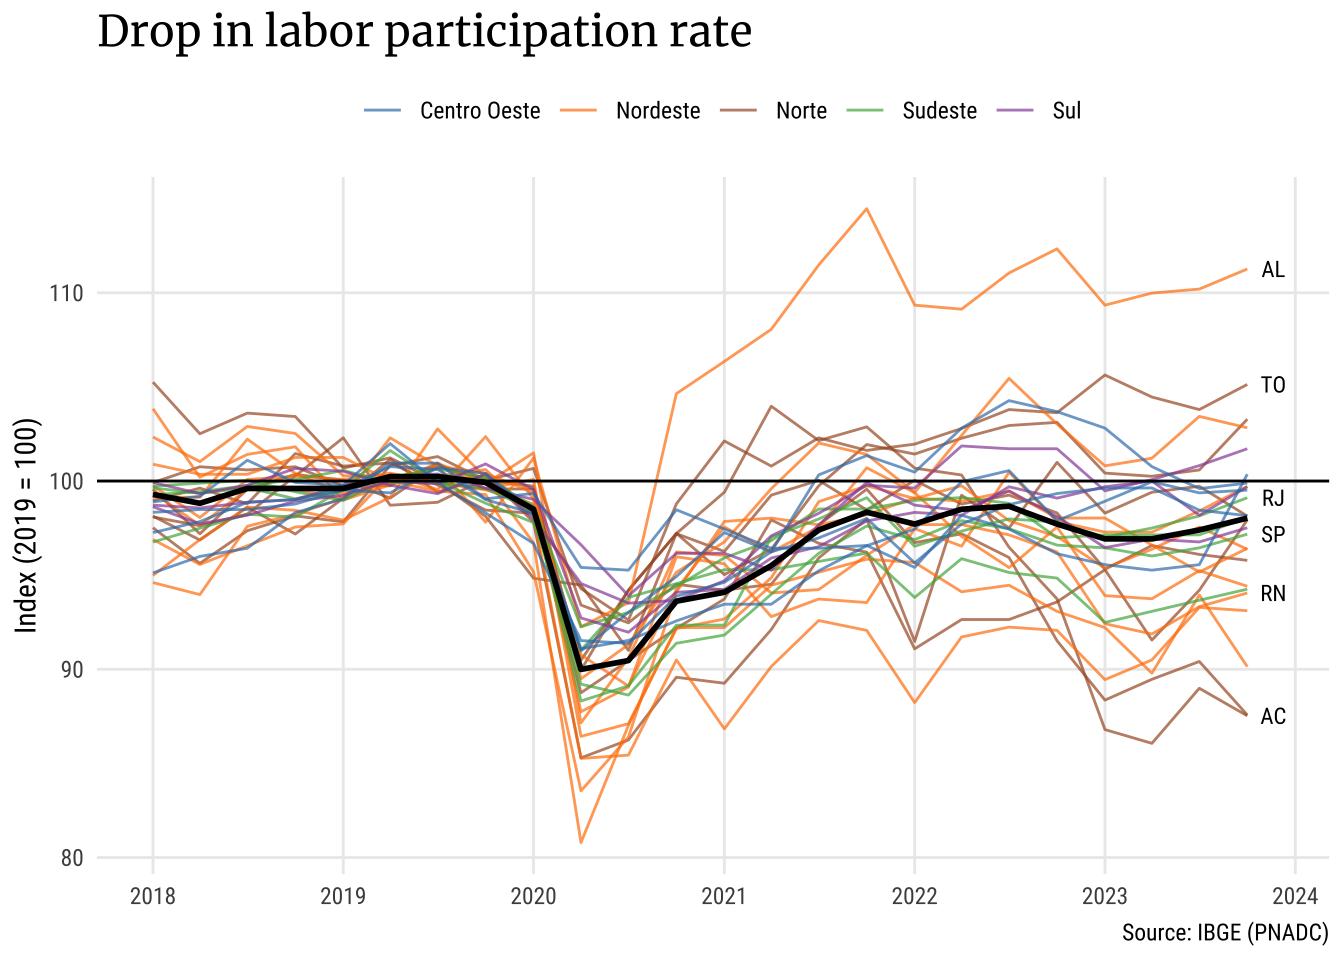 Drop in labor participation rate
Centro Oeste Nordeste Norte Sudeste Sul
Index (2019 = 100)
110
100
90
80
AL
TO
RJ
SP
RN
AC
2018 2019 2020 2021 2022 2023 2024
Source: IBGE (PNADC)